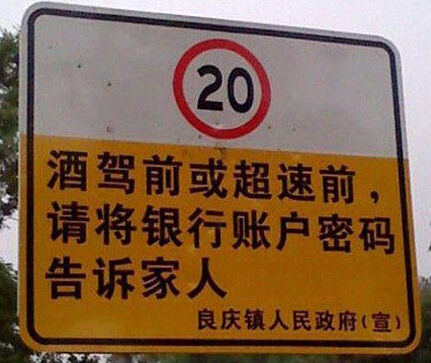 20
酒驾前或超速前，
请将银行账户密码
告诉家人
良庆镇人民政府（宣）